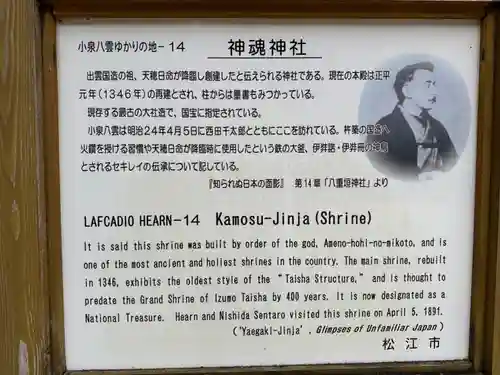 小泉八雲ゆかりの地-14 神魂神社
出雲国造の祖、天穂日命が降臨し創建したと伝えられる神社である。現在の本殿は正平
元年(1346年)の再建とされ、柱からは墨書もみつかっている。
現存する最古の大社造で、国宝に指定されている。
小泉八雲は明治24年4月5日に西田千太郎とともにここを訪れている。杵築の国造へ
火鑽を授ける習慣や天穂日命が降臨時に使用したという鉄の大釜、伊弉諾・伊弉冊の神島
とされるセキレイの伝承について記している。
『知られぬ日本の面影』 第14章「八重垣神社」より
LAFCADIO HEARN-14 Kamosu-Jinja(Shrine)
It is said this shrine was built by order of the god, Ameno-hohi-no-mikoto, and is
one of the most ancient and holiest shrines in the country. The main shrine, rebuilt
in 1346, exhibits the oldest style of the "Taisha Structure," and is thought to
predate the Grand Shrine of Izumo Taisha by 400 years. It is now designated as a
National Treasure. Hearn and Nishida Sentaro visited this shrine on April 5, 1891.
('Yaegaki-Jinja', Glimpses of Unfamiliar Japan)
松江市